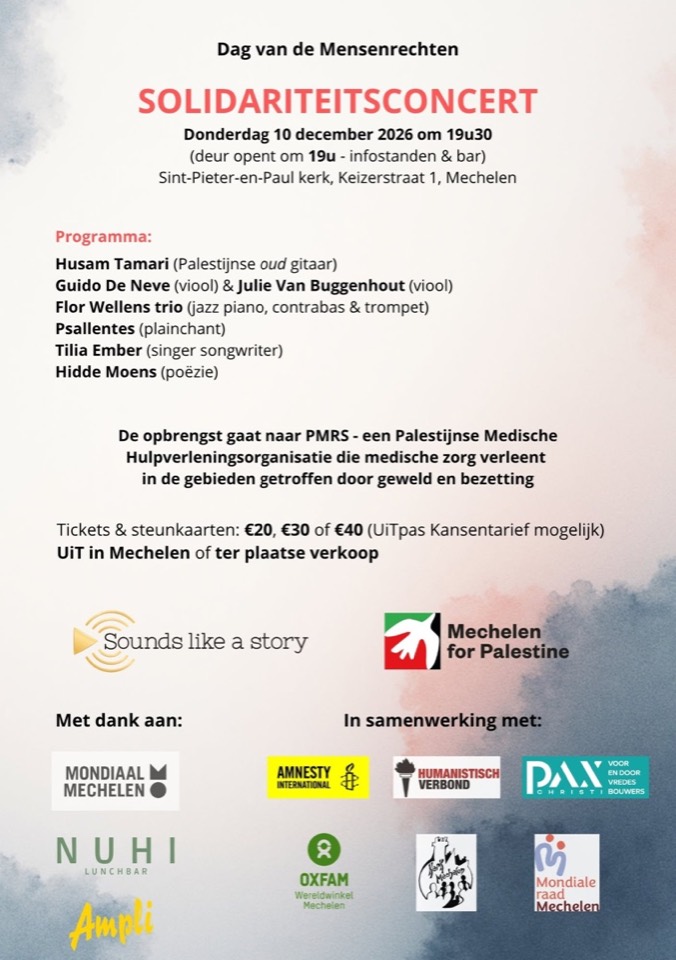 Dag van de Mensenrechten
SOLIDARITEITSCONCERT
Donderdag 10 december 2026 om 19u30
(deur opent om 19u - infostanden & bar)
Sint-Pieter-en-Paul kerk, Keizerstraat 1, Mechelen
Programma:
Husam Tamari (Palestijnse oud gitaar)
Guido De Neve (viool) & Julie Van Buggenhout (viool)
Flor Wellens trio (jazz piano, contrabas & trompet)
Psallentes (plainchant)
Tilia Ember (singer songwriter)
Hidde Moens (poëzie)
De opbrengst gaat naar PMRS - een Palestijnse Medische
Hulpverleningsorganisatie die medische zorg verleent
in de gebieden getroffen door geweld en bezetting
Tickets & steunkaarten: €20, €30 of €40 (UiTpas Kansentarief mogelijk)
UiT in Mechelen of ter plaatse verkoop
Sounds like a story
Mechelen
for Palestine
Met dank aan:
In samenwerking met:
MONDIAAL
MECHELEN
AMNESTY
INTERNATIONAL
HUMANISTISCH
VERBOND
PAX
CHRISTI
VOOR
EN DOOR
VREDES
BOUWERS
NUHI
LUNCHBAR
OXFAM
Wereldwinkel
Mechelen
Mechelen
Mondiale
raad
Mechelen
Ampli